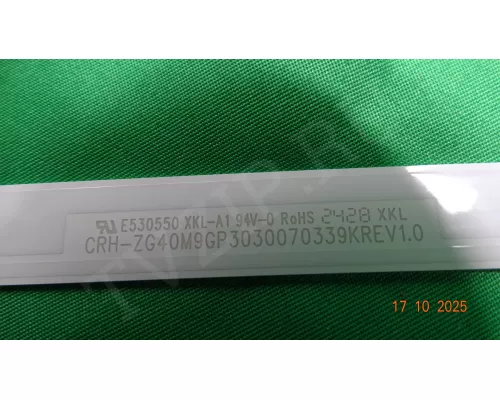 E530550 XKL-A1 94V-0 RoHS 2428 XKL
CRH-ZG40M9GP3030070339KREV1.0
17 10 2025